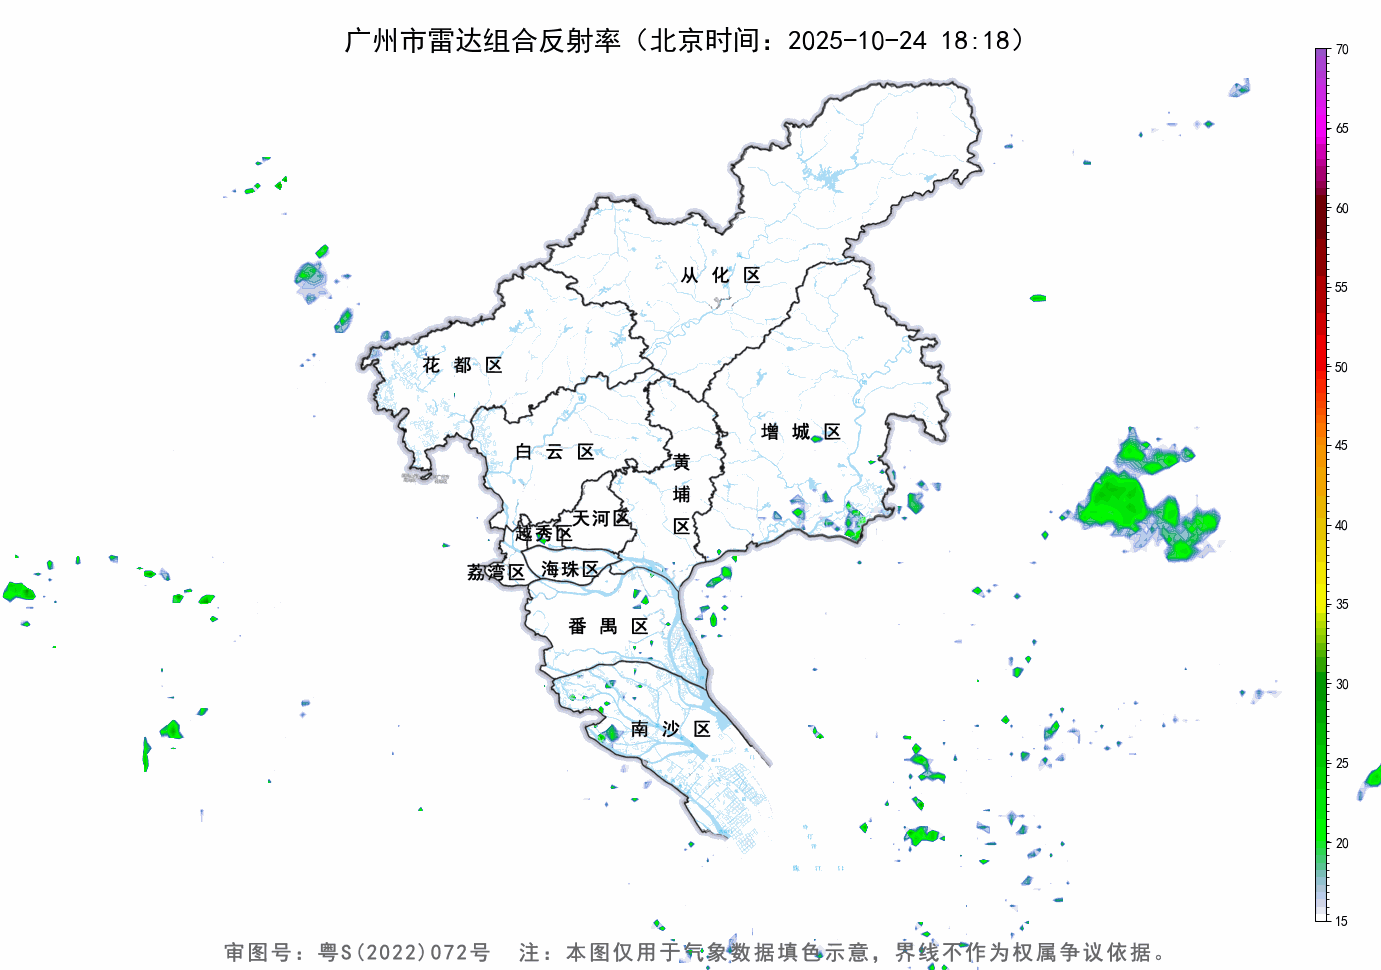 广州市雷达组合反射率（北京时间：2025-10-24 18:18）
70
65
60
55
50
45
40
35
30
25
20
15
从化区
花都区
增城区
白云区
黄埔区
天河区
越秀区
荔湾区
海珠区
番禺区
南沙区
审图号：粤S(2022)072号 注：本图仅用于气象数据填色示意，界线不作为权属争议依据。